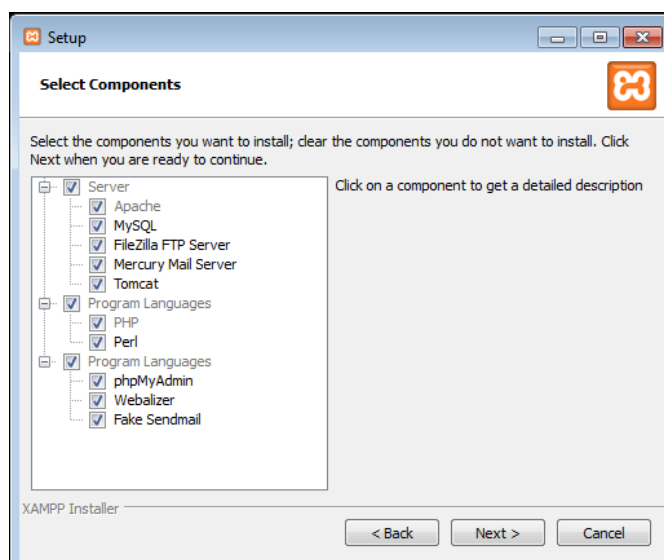 Setup
Select Components
Select the components you want to install; clear the components you do not want to install. Click
Next when you are ready to continue.
Server
Apache
MySQL
FileZilla FTP Server
Mercury Mail Server
Tomcat
Program Languages
PHP
Perl
Program Languages
phpMyAdmin
Webalizer
Fake Sendmail
Click on a component to get a detailed description
XAMPP Installer
< Back
Next >
Cancel